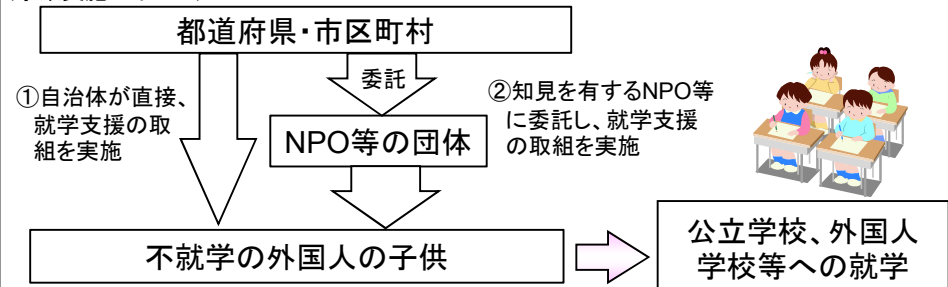 都道府県・市区町村
委託
①自治体が直接、
就学支援の取
組を実施
②知見を有するNPO等
に委託し、就学支援
の取組を実施
NPO等の団体
不就学の外国人の子供
公立学校、外国人
学校等への就学